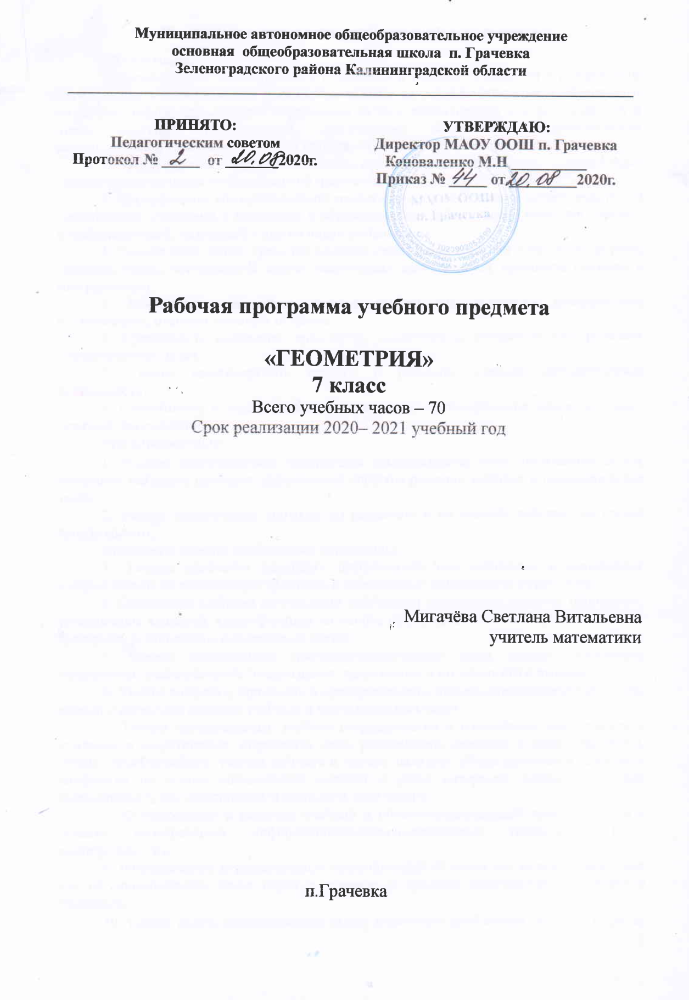 Муниципальное автономное общеобразовательное учреждение
основная общеобразовательная школа п. Грачевка
Зеленоградского района Калининградской области
ПРИНЯТО:
Педагогическим советом
Протокол № 2 от 20.08 2020г.
УТВЕРЖДАЮ:
Директор МАОУ ООШ п. Грачевка
Коноваленко М.Н
Приказ № 44 от 20.08 2020г.
МАОУ ООШ
п. Грачевка
Рабочая программа учебного предмета
«ГЕОМЕТРИЯ»
7 класс
Всего учебных часов – 70
Срок реализации 2020– 2021 учебный год
Мигачёва Светлана Витальевна
учитель математики
п.Грачевка